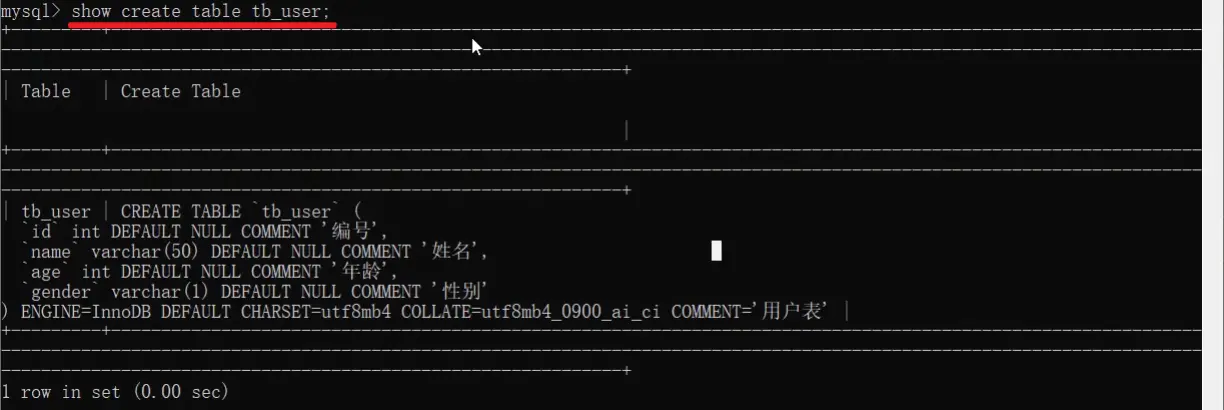 mysql> show create table tb_user;
| Table | Create Table |
| tb_user | CREATE TABLE `tb_user` (
`id` int DEFAULT NULL COMMENT '编号',
`name` varchar(50) DEFAULT NULL COMMENT '姓名',
`age` int DEFAULT NULL COMMENT '年龄',
`gender` varchar(1) DEFAULT NULL COMMENT '性别'
) ENGINE=InnoDB DEFAULT CHARSET=utf8mb4 COLLATE=utf8mb4_0900_ai_ci COMMENT='用户表' |
1 row in set (0.00 sec)